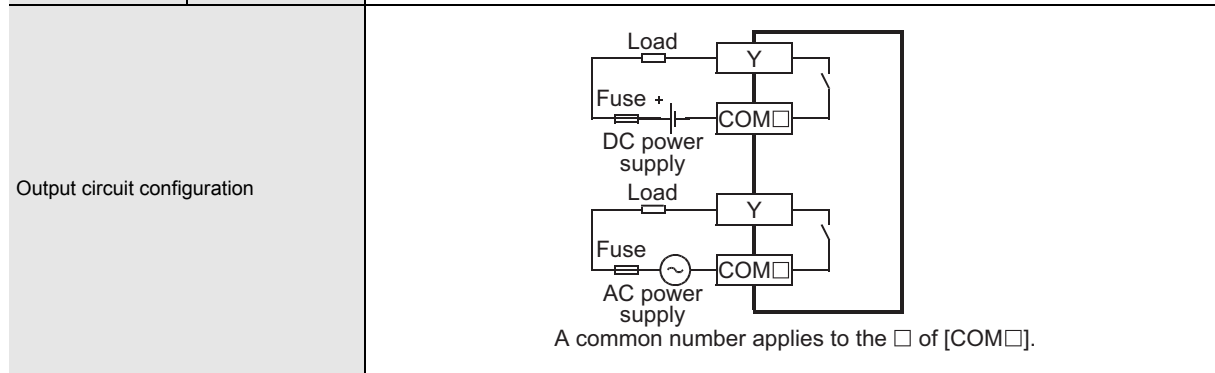 Output circuit configuration
Load
Y
Fuse +
COM□
DC power
supply
Load
Y
Fuse
COM□
AC power
supply
A common number applies to the □ of [COM□].